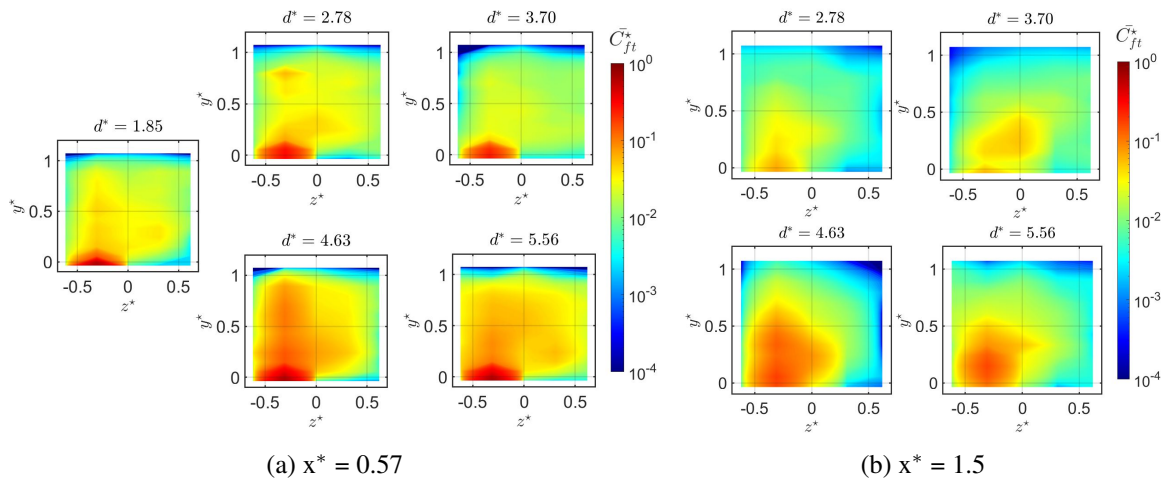 d* = 2.78
d* = 3.70
C̄*ft
d* = 2.78
d* = 3.70
C̄*ft
1
0.5
0
y*
-0.5 0 0.5
z*
1
0.5
0
y*
-0.5 0 0.5
z*
10⁰
10⁻¹
10⁻²
10⁻³
10⁻⁴
d* = 1.85
1
0.5
0
y*
-0.5 0 0.5
z*
d* = 4.63
1
0.5
0
y*
-0.5 0 0.5
z*
d* = 5.56
1
0.5
0
y*
-0.5 0 0.5
z*
1
0.5
0
y*
-0.5 0 0.5
z*
1
0.5
0
y*
-0.5 0 0.5
z*
10⁰
10⁻¹
10⁻²
10⁻³
10⁻⁴
d* = 4.63
1
0.5
0
y*
-0.5 0 0.5
z*
d* = 5.56
1
0.5
0
y*
-0.5 0 0.5
z*
(a) x* = 0.57
(b) x* = 1.5